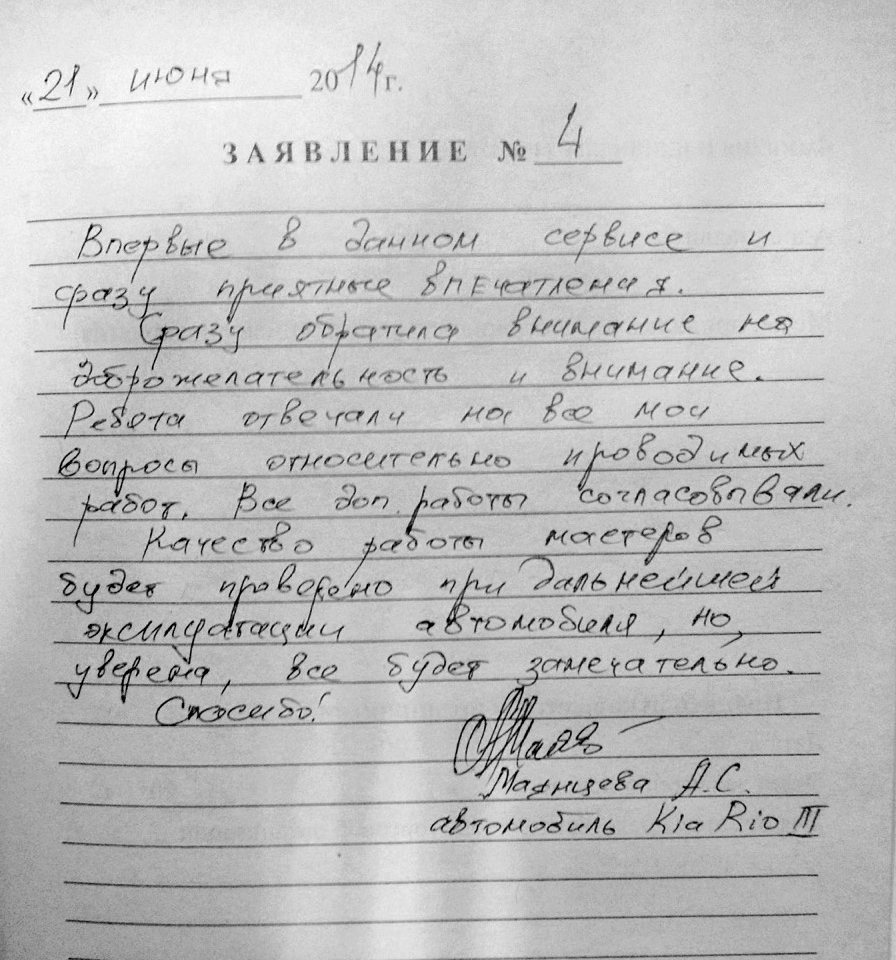 «21» июня 2014 г.
ЗАЯВЛЕНИЕ № 4
Впервые в данном сервисе и
сразу приятные впечатления.
Сразу обратила внимание на
доброжелательность и внимание.
Ребята отвечали на все мои
вопросы относительно проводимых
работ. Все доп. работы согласовывали.
Качество работы мастеров
будет проверено при дальнейшей
эксплуатации автомобиля, но,
уверена, все будет замечательно.
Спасибо!
А.С.
автомобиль Kia Rio III